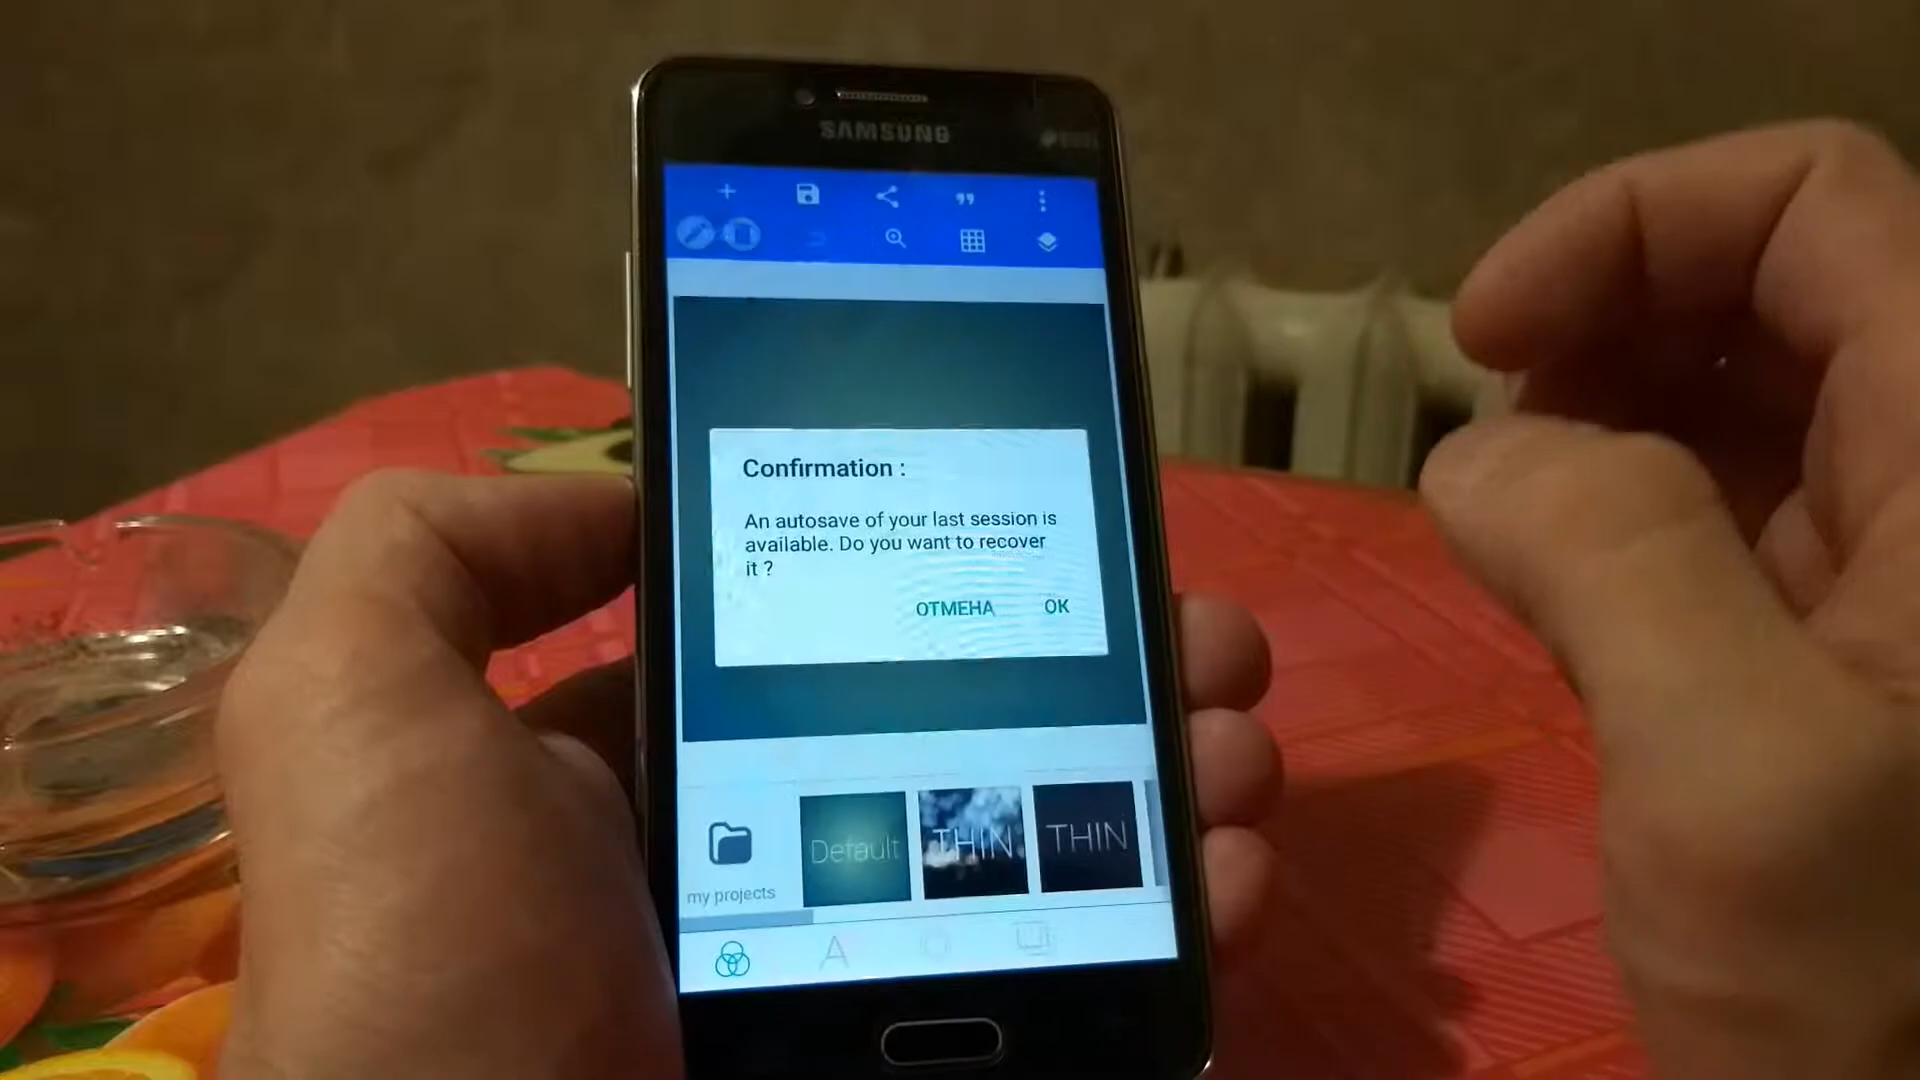 SAMSUNG
Confirmation :
An autosave of your last session is
available. Do you want to recover
it ?
ОТМЕНА OK
my projects
Default
THIN
THIN
A